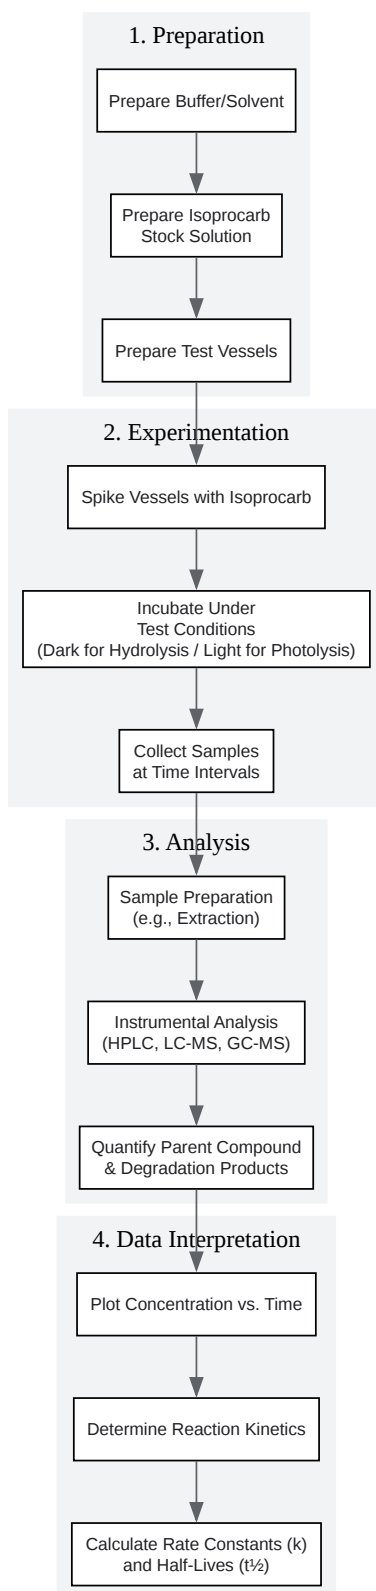 1. Preparation
Prepare Buffer/Solvent
Prepare Isoprocarb
Stock Solution
Prepare Test Vessels
2. Experimentation
Spike Vessels with Isoprocarb
Incubate Under
Test Conditions
(Dark for Hydrolysis / Light for Photolysis)
Collect Samples
at Time Intervals
3. Analysis
Sample Preparation
(e.g., Extraction)
Instrumental Analysis
(HPLC, LC-MS, GC-MS)
Quantify Parent Compound
& Degradation Products
4. Data Interpretation
Plot Concentration vs. Time
Determine Reaction Kinetics
Calculate Rate Constants (k)
and Half-Lives (t½)